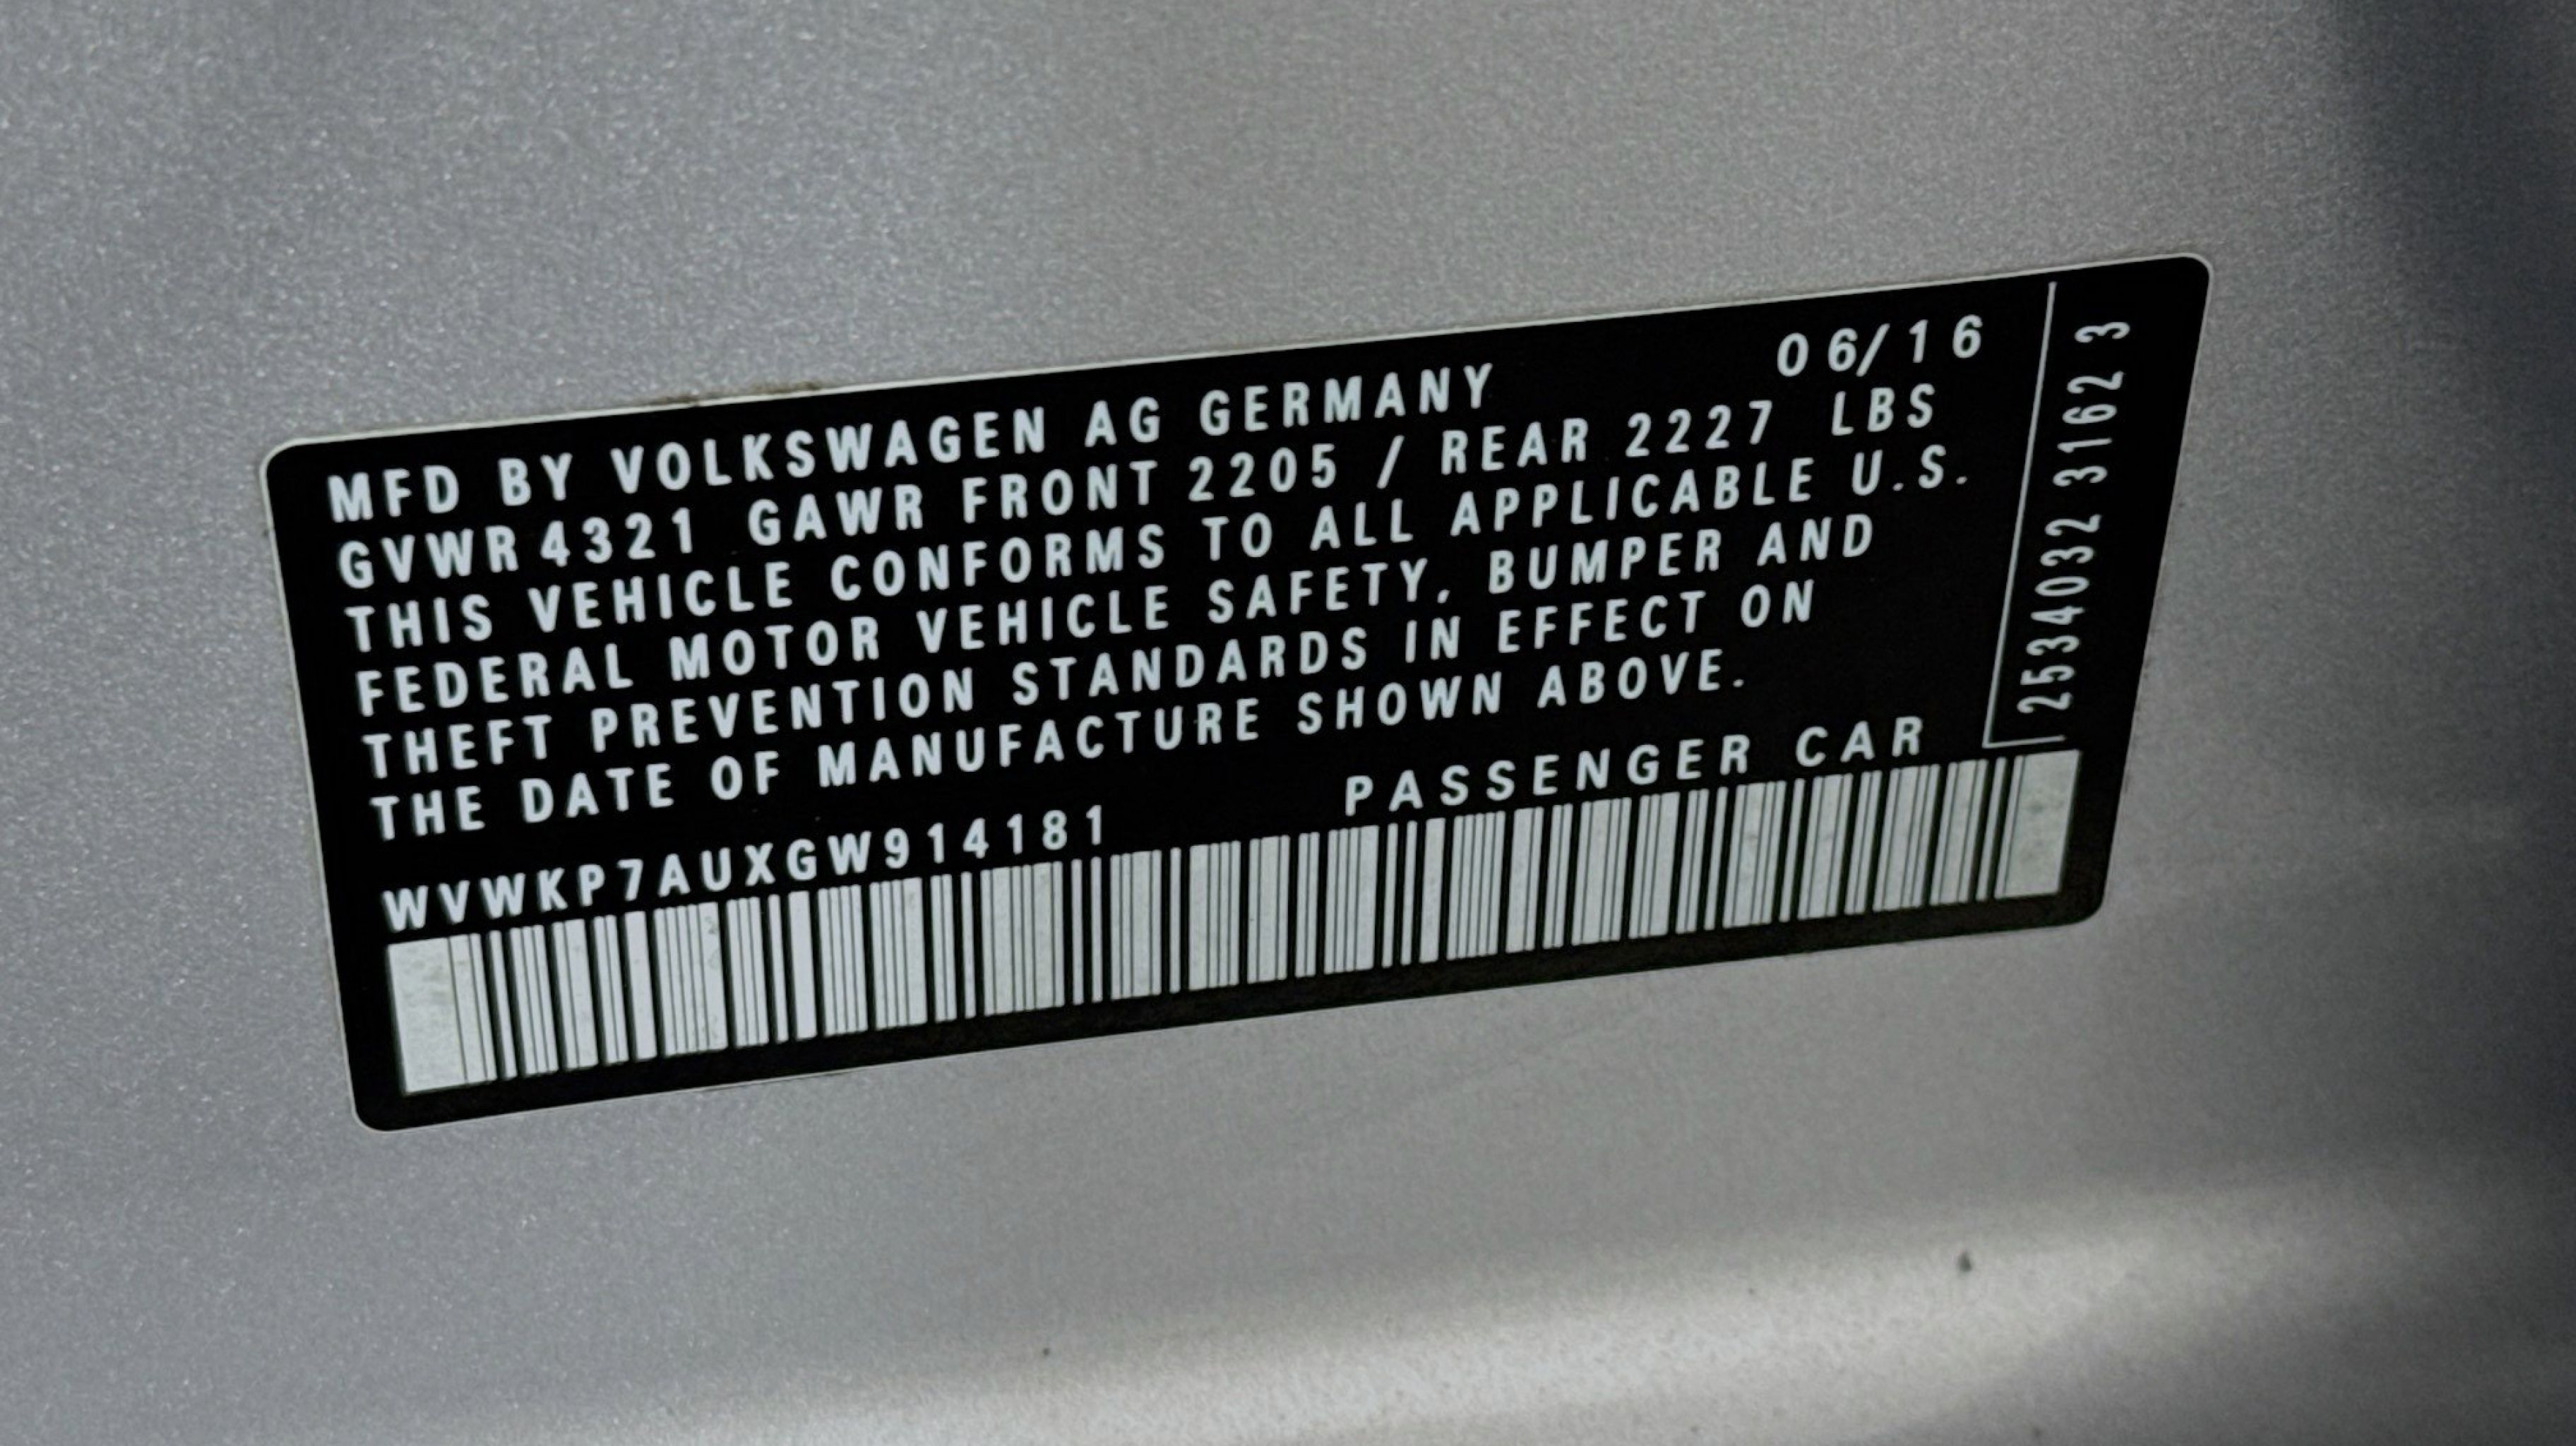 MFD BY VOLKSWAGEN AG GERMANY 06/16
GVWR 4321 GAWR FRONT 2205 / REAR 2227 LBS
THIS VEHICLE CONFORMS TO ALL APPLICABLE U.S.
FEDERAL MOTOR VEHICLE SAFETY, BUMPER AND
THEFT PREVENTION STANDARDS IN EFFECT ON
THE DATE OF MANUFACTURE SHOWN ABOVE.
WVWKP7AUXGW914181 PASSENGER CAR
2534032 3162 3